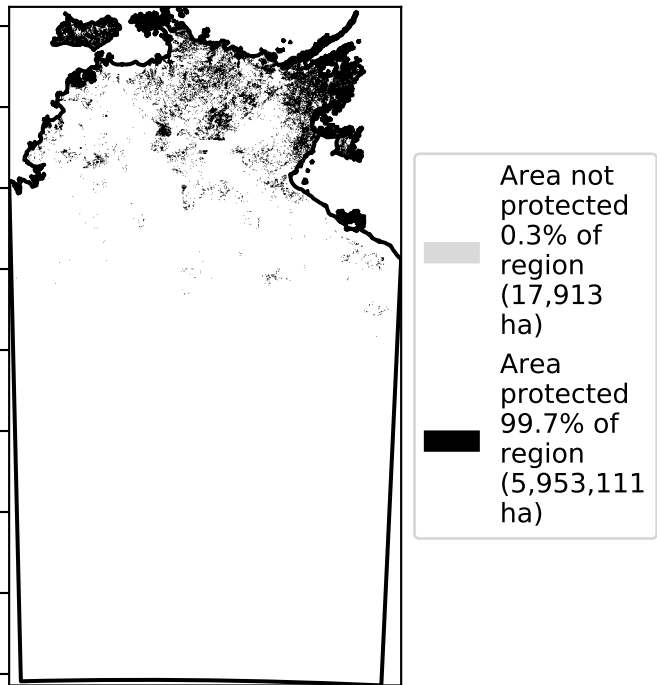 Area not
protected
0.3% of
region
(17,913
ha)
Area
protected
99.7% of
region
(5,953,111
ha)